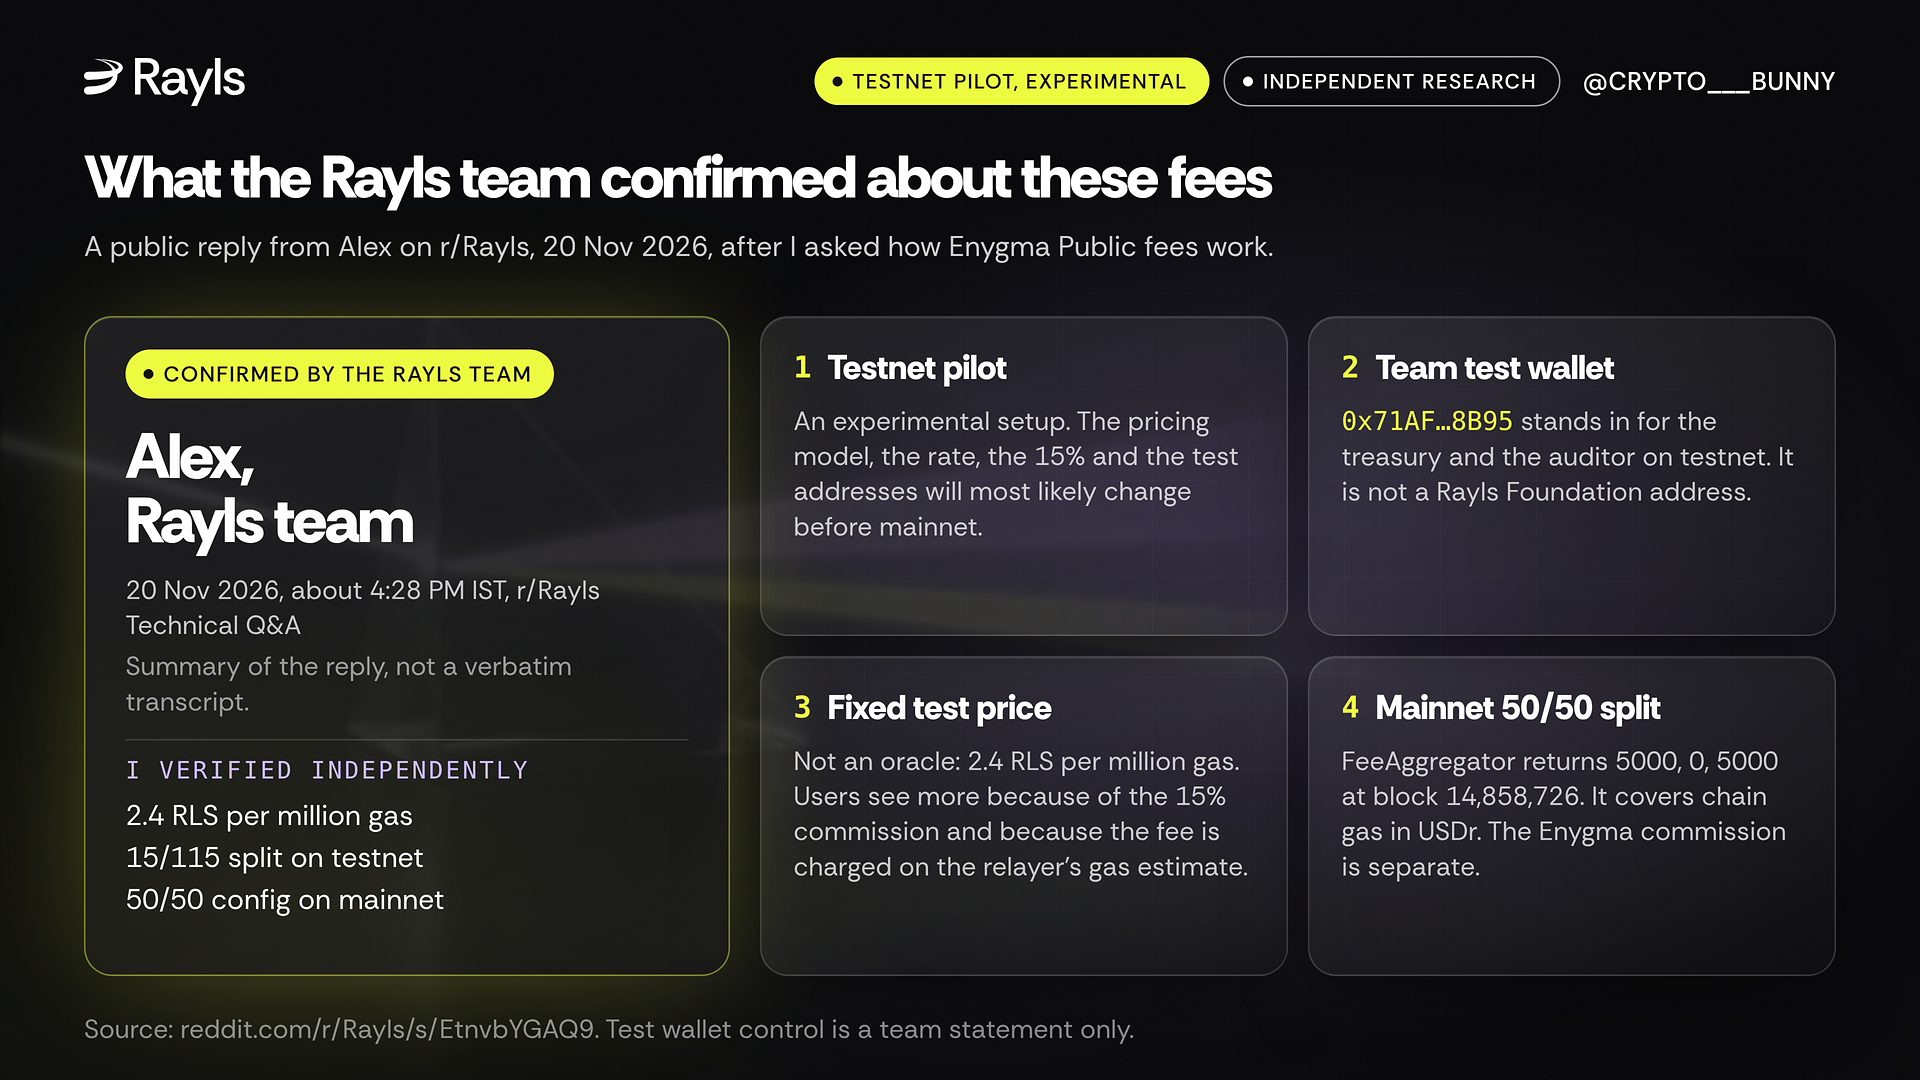 Rayls
• TESTNET PILOT, EXPERIMENTAL
• INDEPENDENT RESEARCH
@CRYPTO___BUNNY
What the Rayls team confirmed about these fees
A public reply from Alex on r/Rayls, 20 Nov 2026, after I asked how Enygma Public fees work.
• CONFIRMED BY THE RAYLS TEAM
Alex,
Rayls team
20 Nov 2026, about 4:28 PM IST, r/Rayls
Technical Q&A
Summary of the reply, not a verbatim
transcript.
I VERIFIED INDEPENDENTLY
2.4 RLS per million gas
15/115 split on testnet
50/50 config on mainnet
1 Testnet pilot
An experimental setup. The pricing
model, the rate, the 15% and the test
addresses will most likely change
before mainnet.
2 Team test wallet
0x71AF…8B95 stands in for the
treasury and the auditor on testnet. It
is not a Rayls Foundation address.
3 Fixed test price
Not an oracle: 2.4 RLS per million gas.
Users see more because of the 15%
commission and because the fee is
charged on the relayer’s gas estimate.
4 Mainnet 50/50 split
FeeAggregator returns 5000, 0, 5000
at block 14,858,726. It covers chain
gas in USDr. The Enygma commission
is separate.
Source: reddit.com/r/Rayls/s/EtnvbYGAQ9. Test wallet control is a team statement only.